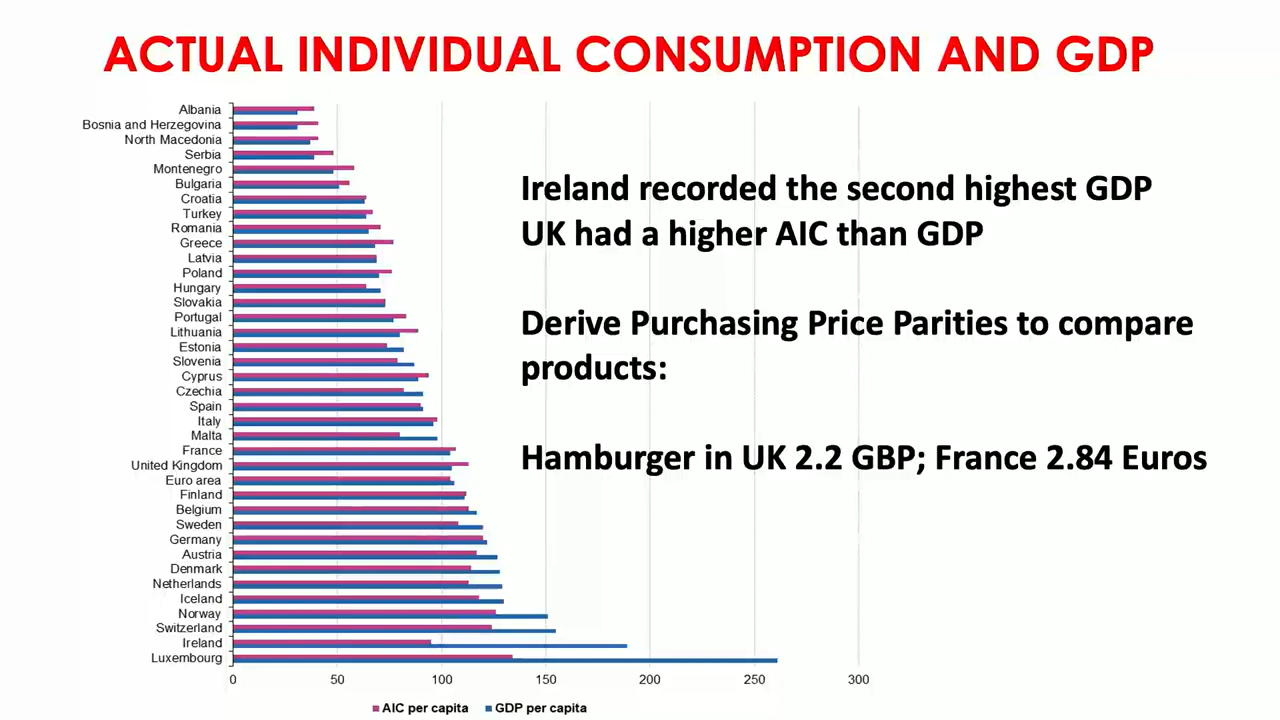 ACTUAL INDIVIDUAL CONSUMPTION AND GDP
Albania
Bosnia and Herzegovina
North Macedonia
Serbia
Montenegro
Bulgaria
Croatia
Turkey
Romania
Greece
Latvia
Poland
Hungary
Slovakia
Portugal
Lithuania
Estonia
Slovenia
Cyprus
Czechia
Spain
Italy
Malta
France
United Kingdom
Euro area
Finland
Belgium
Sweden
Germany
Austria
Denmark
Netherlands
Iceland
Norway
Switzerland
Ireland
Luxembourg
0 50 100 150 200 250 300
AIC per capita GDP per capita
Ireland recorded the second highest GDP
UK had a higher AIC than GDP
Derive Purchasing Price Parities to compare
products:
Hamburger in UK 2.2 GBP; France 2.84 Euros